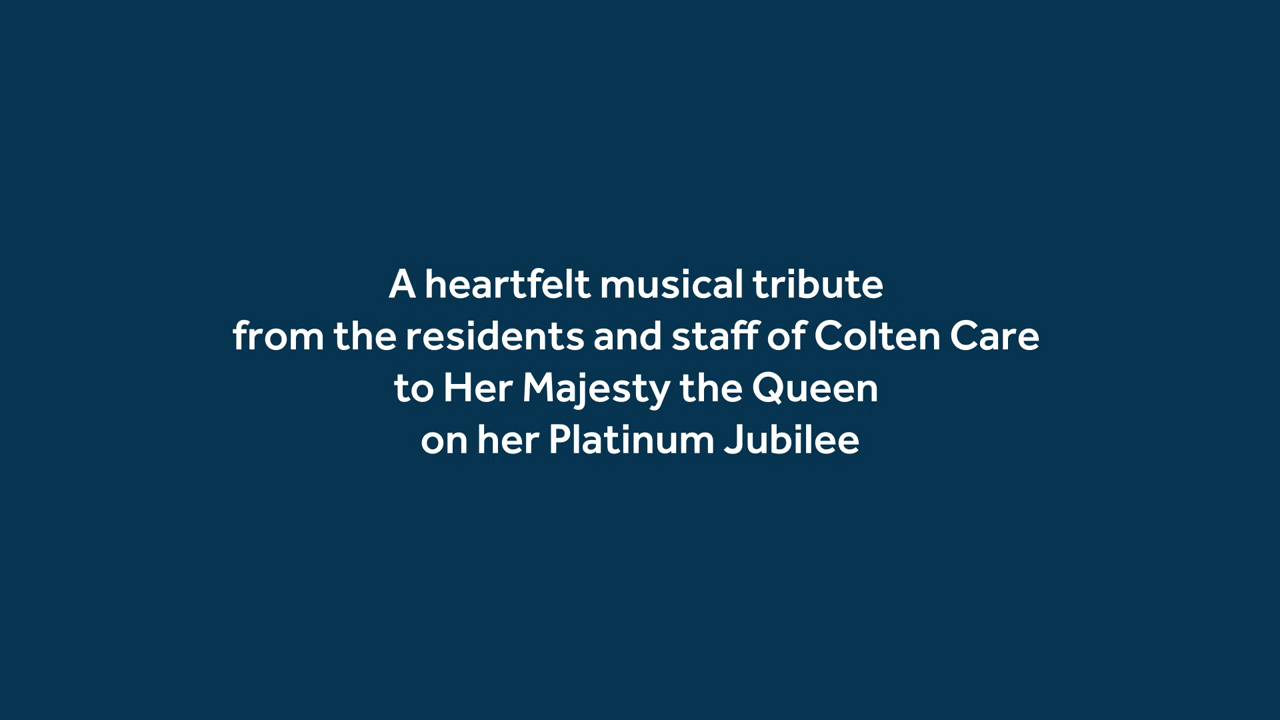 A heartfelt musical tribute
from the residents and staff of Colten Care
to Her Majesty the Queen
on her Platinum Jubilee